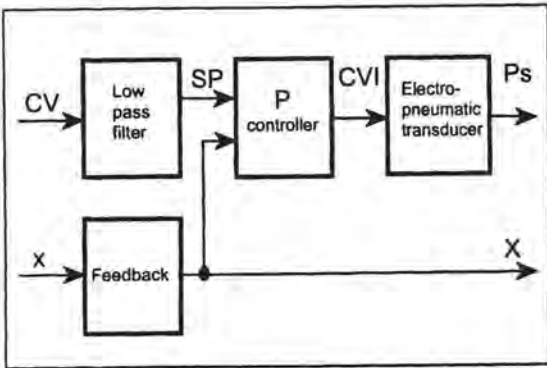 CV
Low
pass
filter
SP
P
controller
CVI
Electro-
pneumatic
transducer
Ps
x
Feedback
X